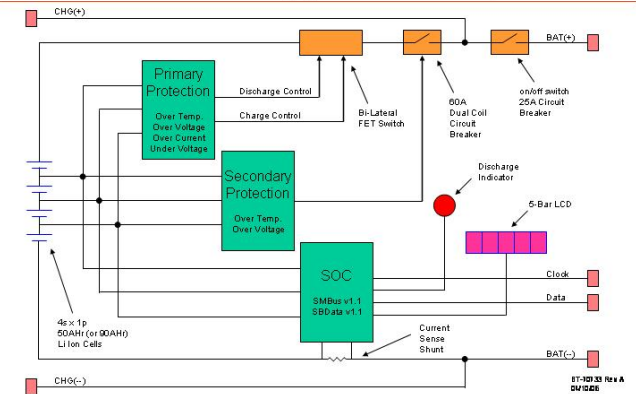 CHG(+)
BAT(+)
Primary
Protection
Over Temp.
Over Voltage
Over Current
Under Voltage
Discharge Control
Charge Control
Bi-Lateral
FET Switch
60A
Dual Coil
Circuit
Breaker
on/off switch
25A Circuit
Breaker
Secondary
Protection
Over Temp.
Over Voltage
Discharge
Indicator
5-Bar LCD
SOC
SMBus v1.1
SBData v1.1
Clock
Data
4s x 1p
50AHr (or 90AHr)
Li Ion Cells
Current
Sense
Shunt
BAT(--)
CHG(--)
BT-70133 Rev A